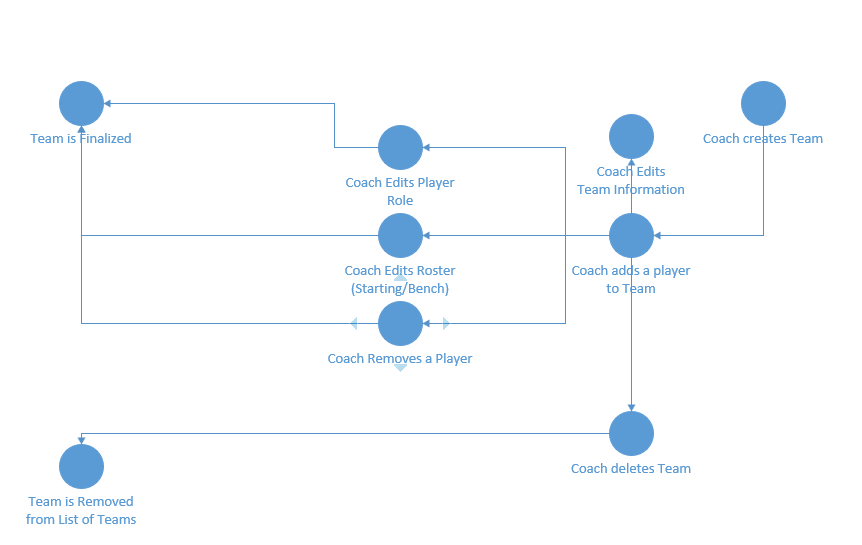 Team is Finalized
Coach creates Team
Coach Edits
Team Information
Coach Edits Player
Role
Coach Edits Roster
(Starting/Bench)
Coach adds a player
to Team
Coach Removes a Player
Coach deletes Team
Team is Removed
from List of Teams